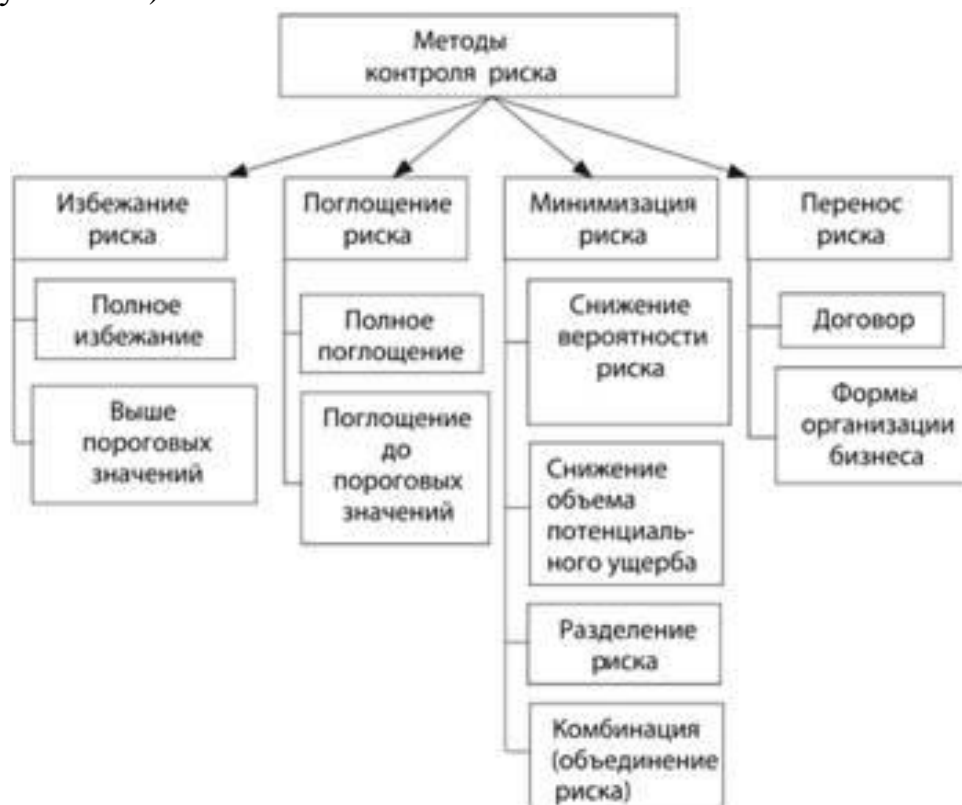 Методы
контроля риска
Избежание
риска
Полное
избежание
Выше
пороговых
значений
Поглощение
риска
Полное
поглощение
Поглощение
до
пороговых
значений
Минимизация
риска
Снижение
вероятности
риска
Снижение
объема
потенциаль-
ного ущерба
Разделение
риска
Комбинация
(объединение
риска)
Перенос
риска
Договор
Формы
организации
бизнеса